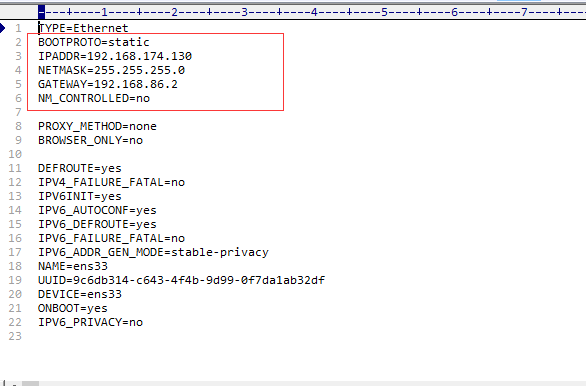 ----+----1----+----2----+----3----+----4----+----5----+----6----+----7--
1 TYPE=Ethernet
2 BOOTPROTO=static
3 IPADDR=192.168.174.130
4 NETMASK=255.255.255.0
5 GATEWAY=192.168.86.2
6 NM_CONTROLLED=no
7
8 PROXY_METHOD=none
9 BROWSER_ONLY=no
10
11 DEFROUTE=yes
12 IPV4_FAILURE_FATAL=no
13 IPV6INIT=yes
14 IPV6_AUTOCONF=yes
15 IPV6_DEFROUTE=yes
16 IPV6_FAILURE_FATAL=no
17 IPV6_ADDR_GEN_MODE=stable-privacy
18 NAME=ens33
19 UUID=9c6db314-c643-4f4b-9d99-0f7da1ab32df
20 DEVICE=ens33
21 ONBOOT=yes
22 IPV6_PRIVACY=no
23